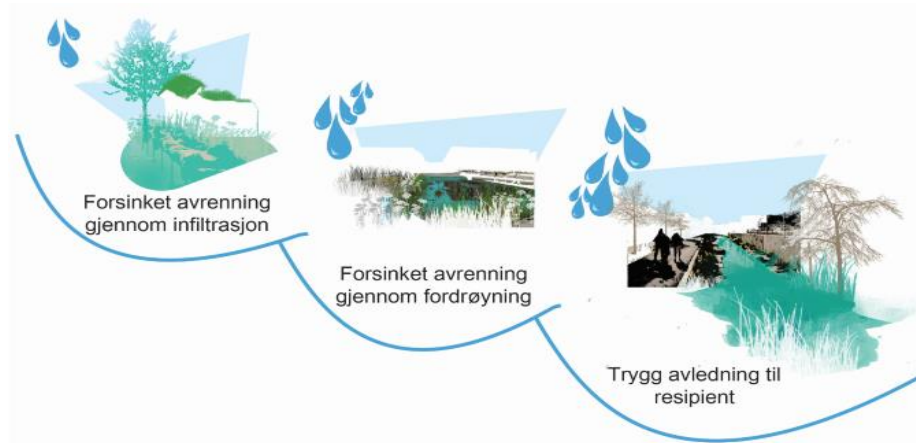 Forsinket avrenning
gjennom infiltrasjon
Forsinket avrenning
gjennom fordrøyning
Trygg avledning til
resipient